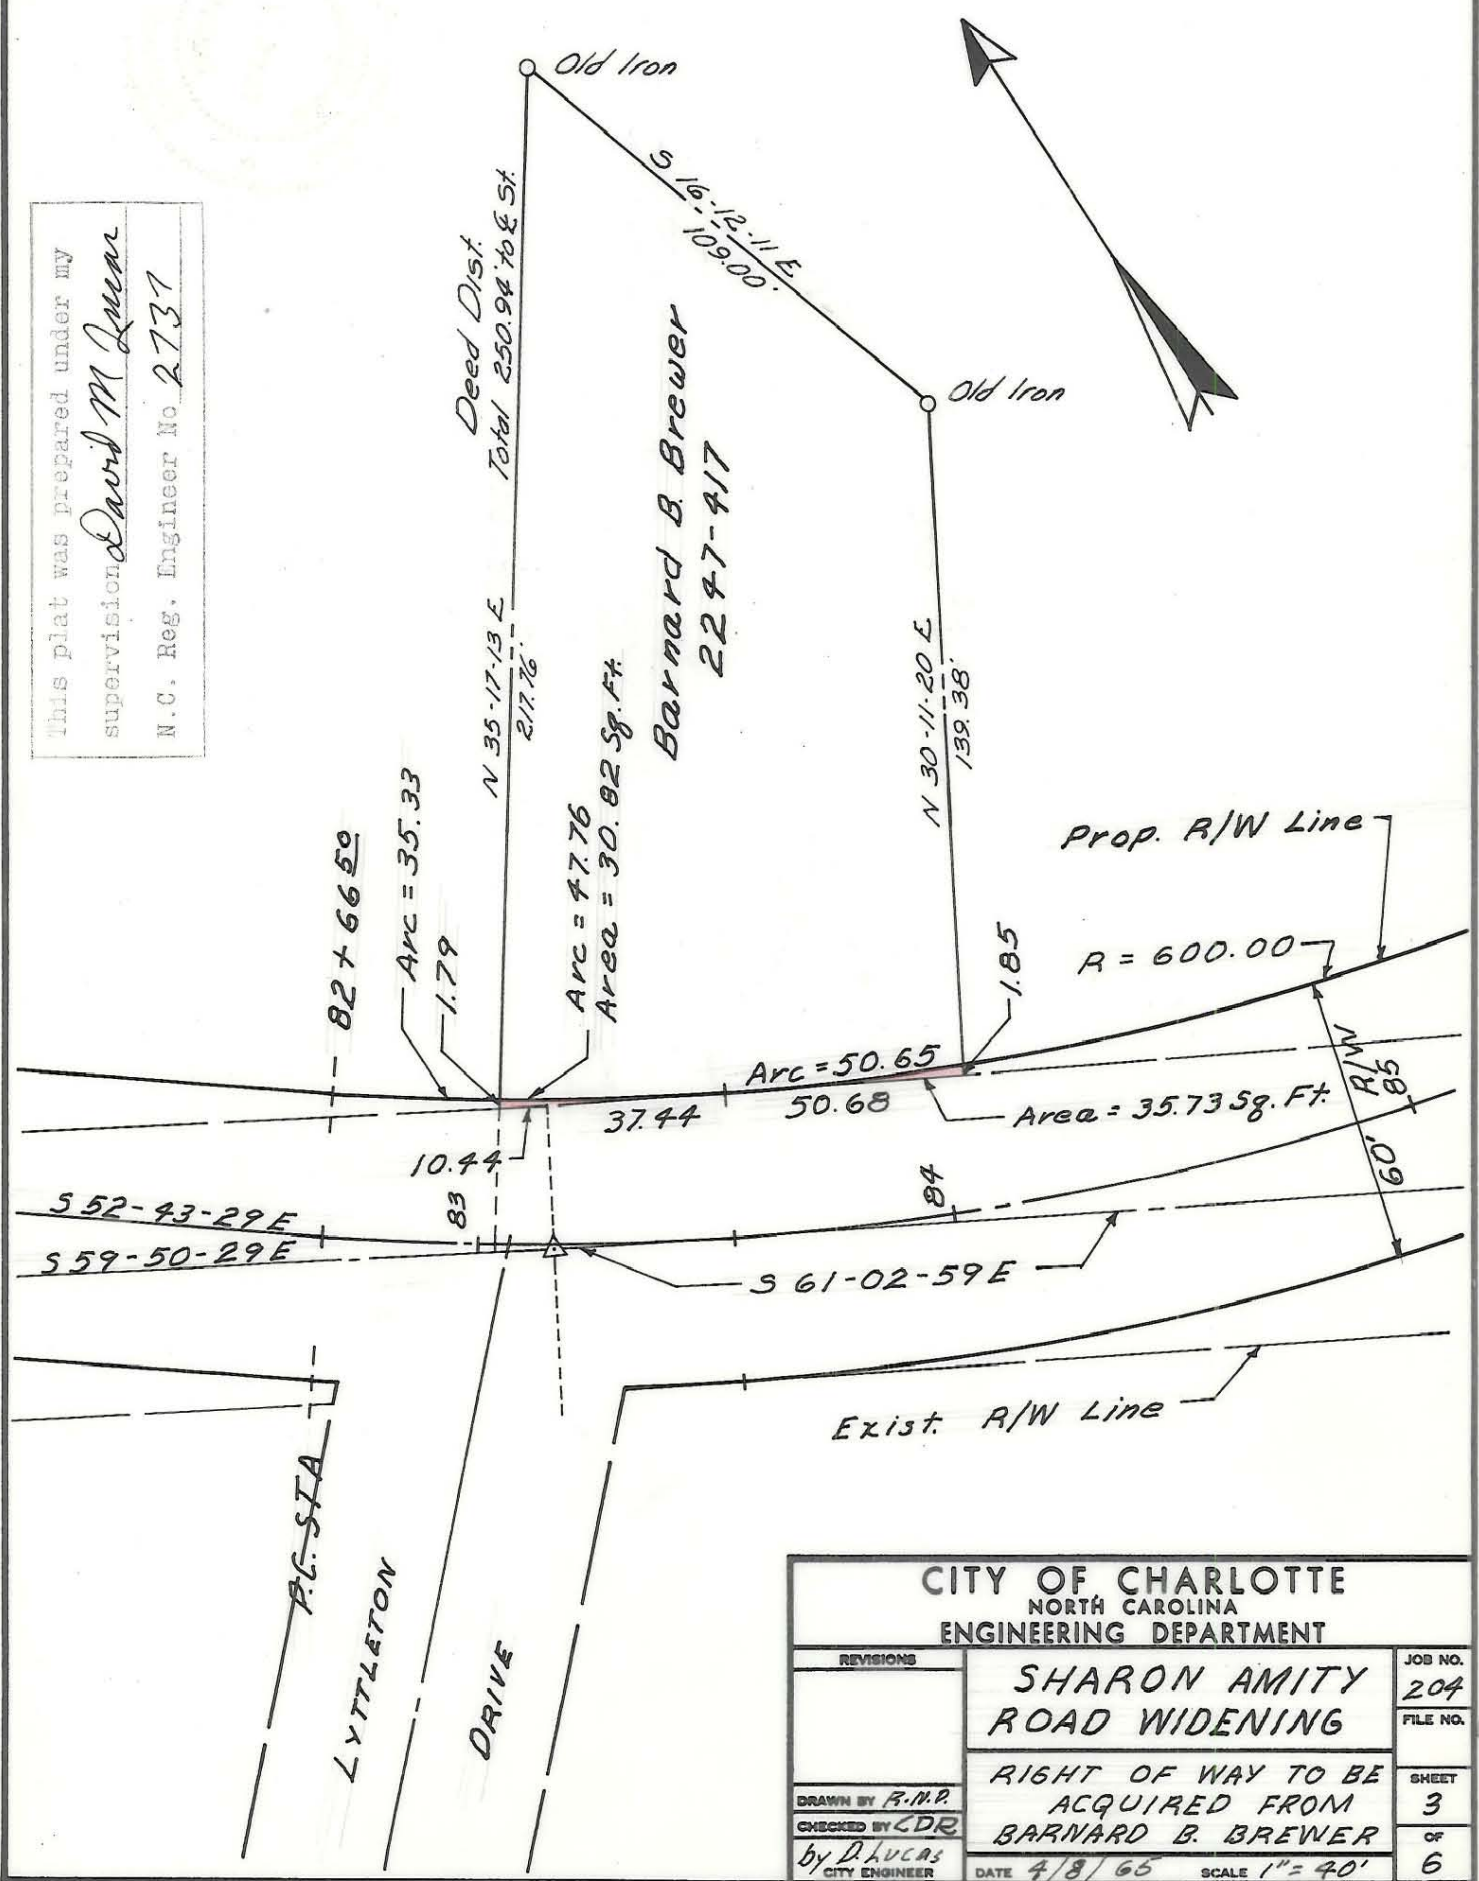 Old Iron
S 16-12-11 E
109.00'
Old Iron
Deed Dist.
Total 250.94' to ℄ St.
This plat was prepared under my
supervision David M
N.C. Reg. Engineer No 2737
Barnard B. Brewer
2247-417
N 35-17-13 E
217.76'
N 30-11-20 E
139.38'
82+66 50
Arc = 35.33
1.79
Arc = 47.76
Area = 30.82 Sq. Ft.
Prop. R/W Line
R = 600.00
1.85
Arc = 50.65
37.44
50.68
Area = 35.73 Sq. Ft.
R/W
85
60'
10.44
83
84
S 52-43-29 E
S 59-50-29 E
S 61-02-59 E
Exist. R/W Line
P.C. STA
LYTTLETON
DRIVE
CITY OF CHARLOTTE
NORTH CAROLINA
ENGINEERING DEPARTMENT
REVISIONS
SHARON AMITY
ROAD WIDENING
JOB NO.
204
FILE NO.
RIGHT OF WAY TO BE
ACQUIRED FROM
BARNARD B. BREWER
SHEET
3
OF
6
DRAWN BY R.N.P.
CHECKED BY CDR
by D. Lucas
CITY ENGINEER
DATE 4/8/65 SCALE 1"=40'